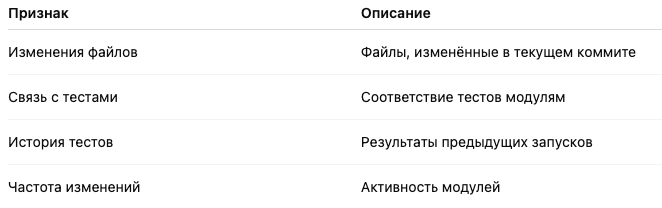 Признак Описание
Изменения файлов Файлы, изменённые в текущем коммите
Связь с тестами Соответствие тестов модулям
История тестов Результаты предыдущих запусков
Частота изменений Активность модулей